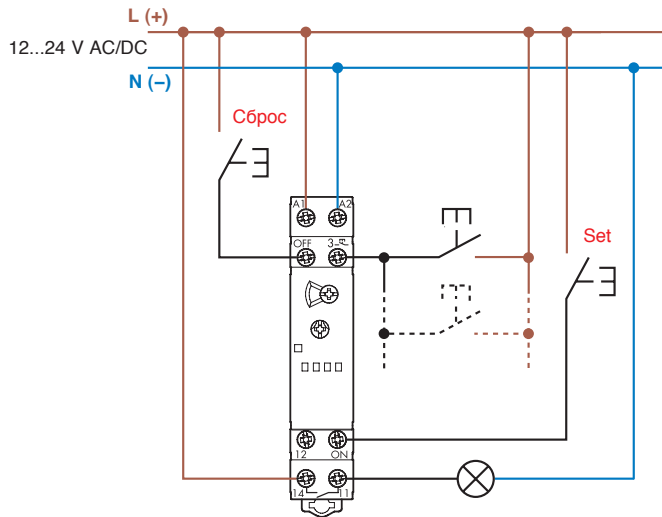 L (+)
12...24 V AC/DC
N (–)
Сброс
Set
A1 A2
OFF 3-
12 ON
14 11